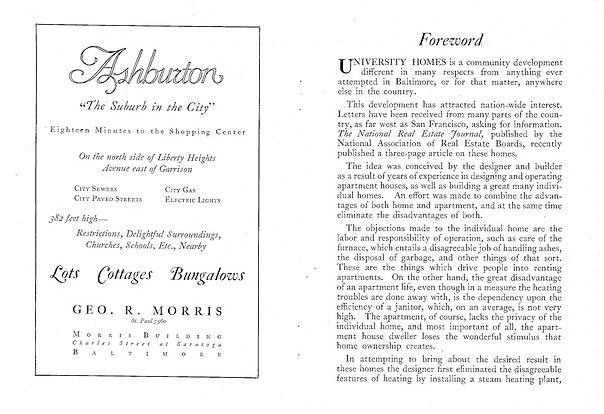 Ashburton
"The Suburb in the City"
Eighteen Minutes to the Shopping Center
On the north side of Liberty Heights
Avenue east of Garrison
City Sewers City Gas
City Paved Streets Electric Lights
382 feet high—
Restrictions, Delightful Surroundings,
Churches, Schools, Etc., Nearby
Lots Cottages Bungalows
GEO. R. MORRIS
St. Paul 7360
Morris Building
Charles Street at Saratoga
Baltimore
Foreword
UNIVERSITY HOMES is a community development
different in many respects from anything ever
attempted in Baltimore, or for that matter, anywhere
else in the country.
This development has attracted nation-wide interest.
Letters have been received from many parts of the coun-
try, as far west as San Francisco, asking for information.
The National Real Estate Journal, published by the
National Association of Real Estate Boards, recently
published a three-page article on these homes.
The idea was conceived by the designer and builder
as a result of years of experience in designing and operating
apartment houses, as well as building a great many indivi-
dual homes. An effort was made to combine the advan-
tages of both home and apartment, and at the same time
eliminate the disadvantages of both.
The objections made to the individual home are the
labor and responsibility of operation, such as care of the
furnace, which entails a disagreeable job of handling ashes,
the disposal of garbage, and other things of that sort.
These are the things which drive people into renting
apartments. On the other hand, the great disadvantage
of an apartment life, even though in a measure the heating
troubles are done away with, is the dependency upon the
efficiency of a janitor, which, on an average, is not very
high. The apartment, of course, lacks the privacy of the
individual home, and most important of all, the apart-
ment house dweller loses the wonderful stimulus that
home ownership creates.
In attempting to bring about the desired result in
these homes the designer first eliminated the disagreeable
features of heating by installing a steam heating plant,